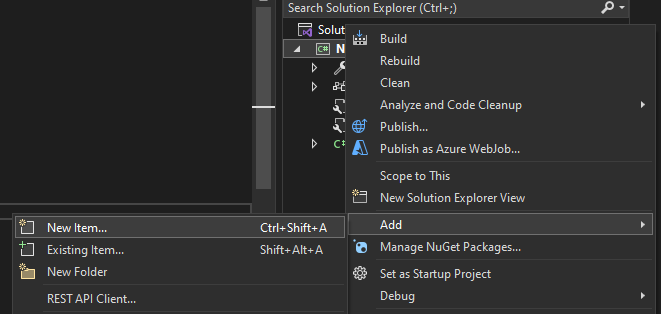 Search Solution Explorer (Ctrl+;)
Solut
C# N
Build
Rebuild
Clean
Analyze and Code Cleanup
Publish...
Publish as Azure WebJob...
Scope to This
New Solution Explorer View
Add
Manage NuGet Packages...
Set as Startup Project
Debug
New Item... Ctrl+Shift+A
Existing Item... Shift+Alt+A
New Folder
REST API Client...